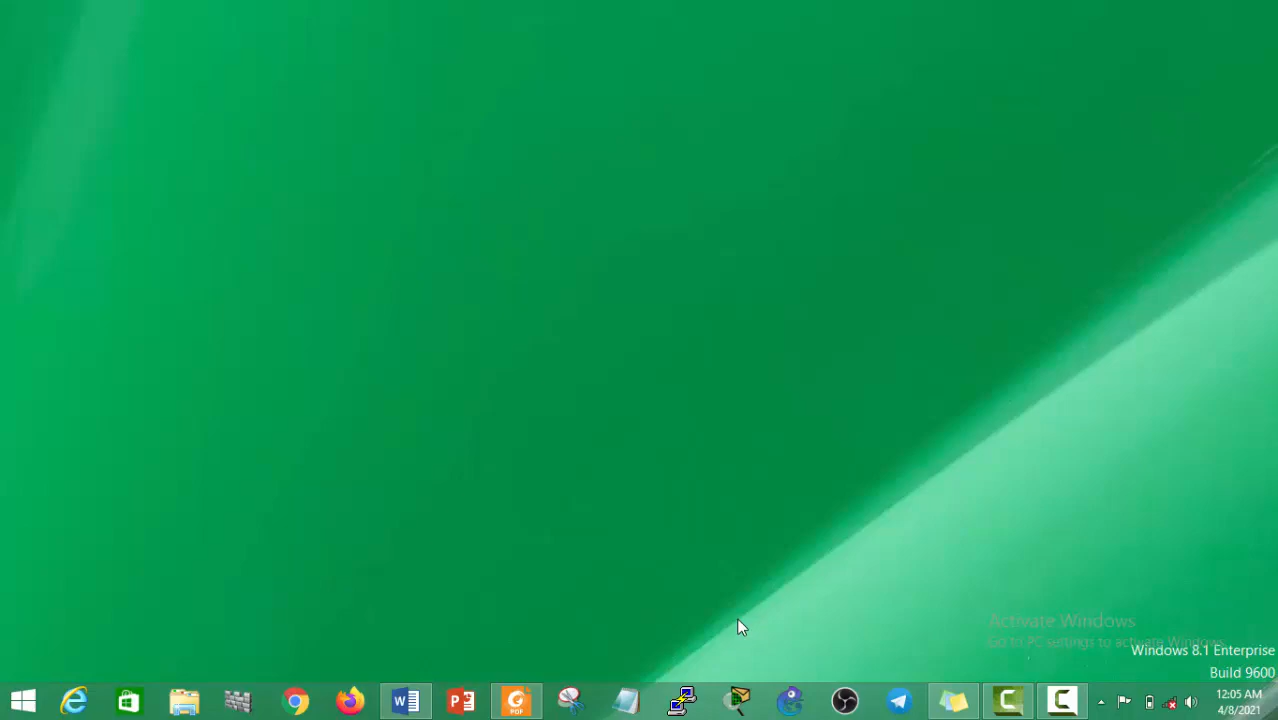 Activate Windows
Go to PC settings to activate Windows.
Windows 8.1 Enterprise
Build 9600
PDF
12:05 AM
4/8/2021